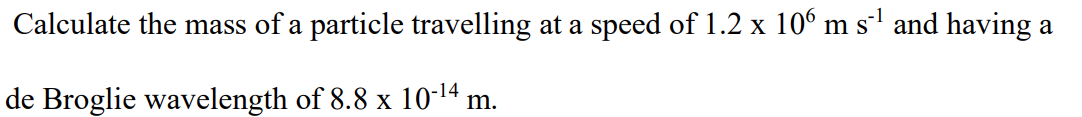 Calculate the mass of a particle travelling at a speed of 1.2 x 10⁶ m s⁻¹ and having a
de Broglie wavelength of 8.8 x 10⁻¹⁴ m.